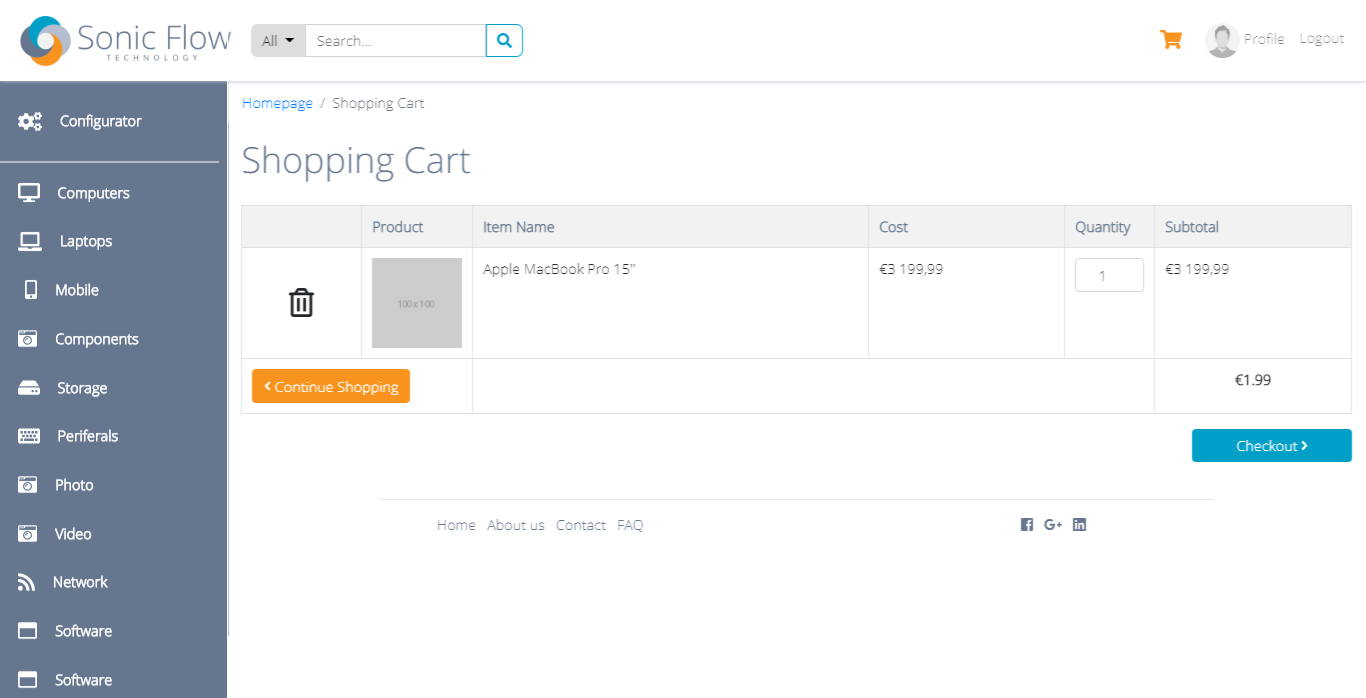 Sonic Flow
TECHNOLOGY
All
Search...
Profile
Logout
Configurator
Computers
Laptops
Mobile
Components
Storage
Periferals
Photo
Video
Network
Software
Software
Homepage / Shopping Cart
Shopping Cart
Product Item Name Cost Quantity Subtotal
100 x 100 Apple MacBook Pro 15" €3 199,99 1 €3 199,99
Continue Shopping €1.99
Checkout
Home About us Contact FAQ